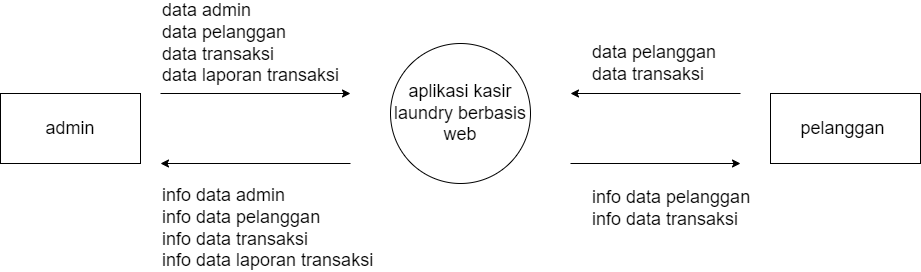 data admin
data pelanggan
data transaksi
data laporan transaksi
data pelanggan
data transaksi
admin
aplikasi kasir
laundry berbasis
web
pelanggan
info data admin
info data pelanggan
info data transaksi
info data laporan transaksi
info data pelanggan
info data transaksi